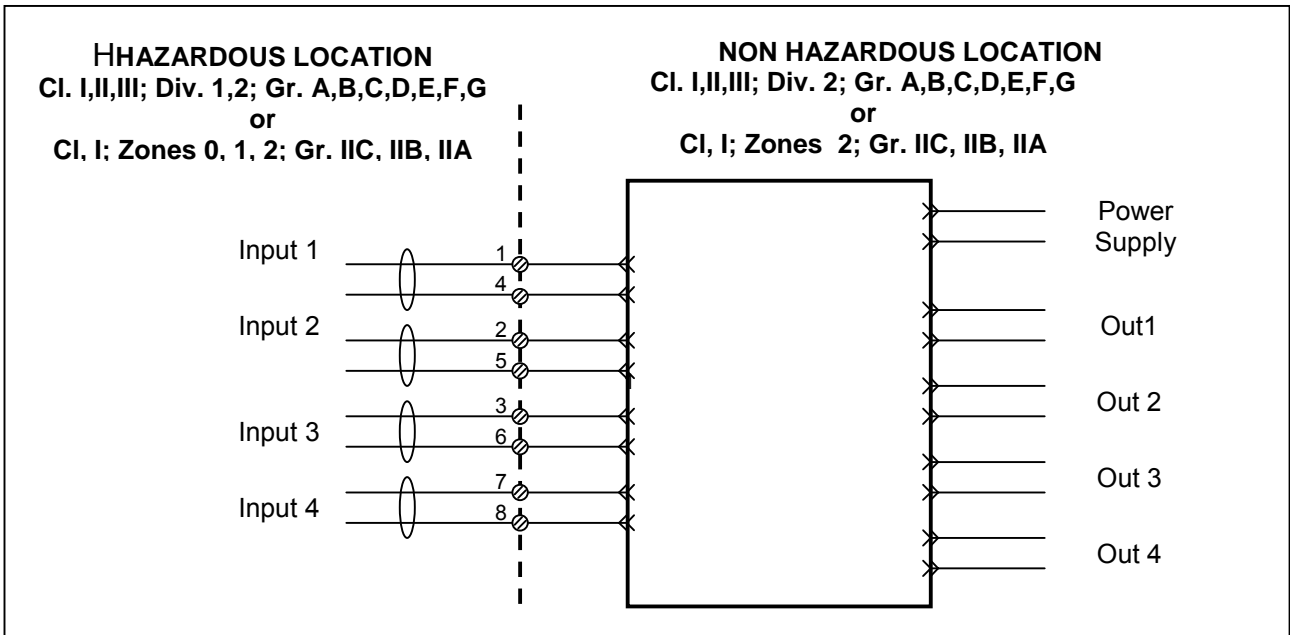 HHAZARDOUS LOCATION
Cl. I,II,III; Div. 1,2; Gr. A,B,C,D,E,F,G
or
CI, I; Zones 0, 1, 2; Gr. IIC, IIB, IIA
NON HAZARDOUS LOCATION
Cl. I,II,III; Div. 2; Gr. A,B,C,D,E,F,G
or
CI, I; Zones 2; Gr. IIC, IIB, IIA
Input 1
1
4
Input 2
2
5
Input 3
3
6
Input 4
7
8
Power
Supply
Out1
Out 2
Out 3
Out 4